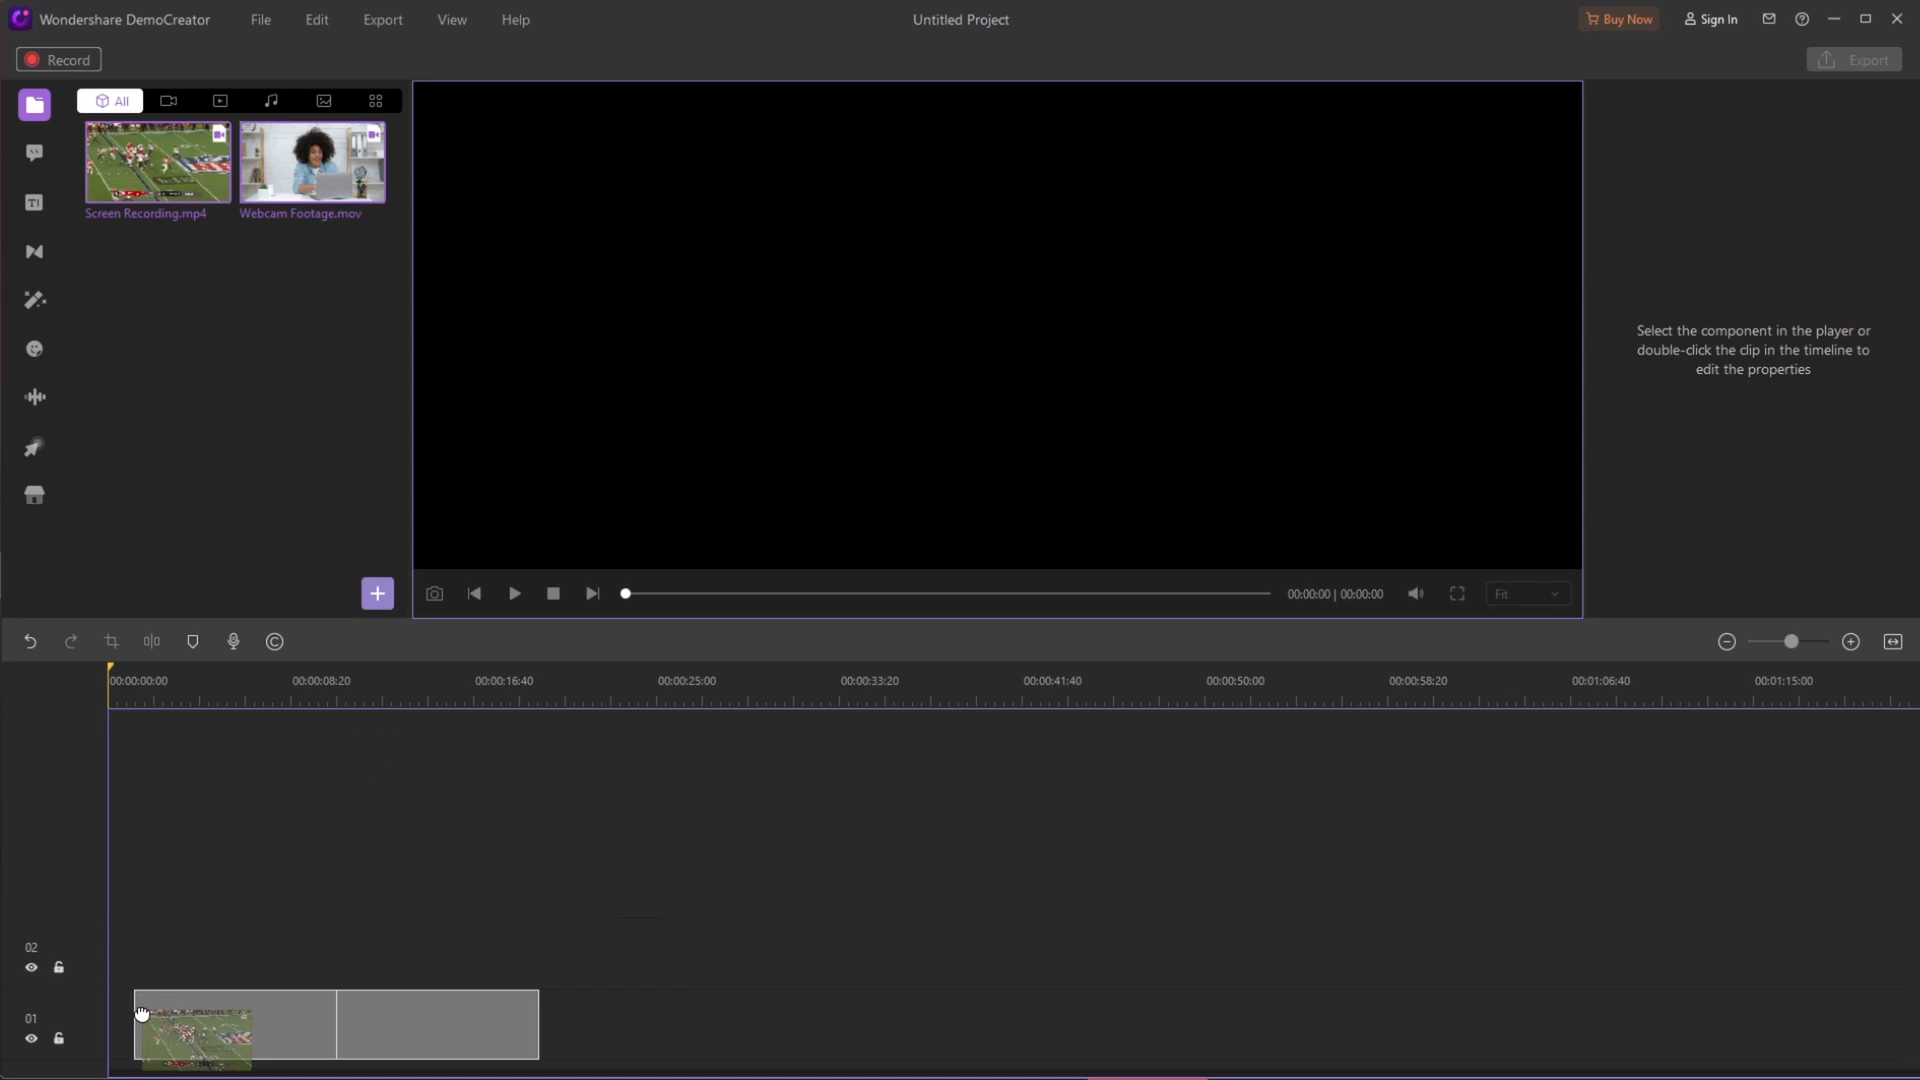 Wondershare DemoCreator File Edit Export View Help Untitled Project Buy Now Sign In
Record Export
All
Screen Recording.mp4 Webcam Footage.mov
Select the component in the player or
double-click the clip in the timeline to
edit the properties
00:00:00 | 00:00:00 Fit
00:00:00:00 00:00:08:20 00:00:16:40 00:00:25:00 00:00:33:20 00:00:41:40 00:00:50:00 00:00:58:20 00:01:06:40 00:01:15:00
02
01